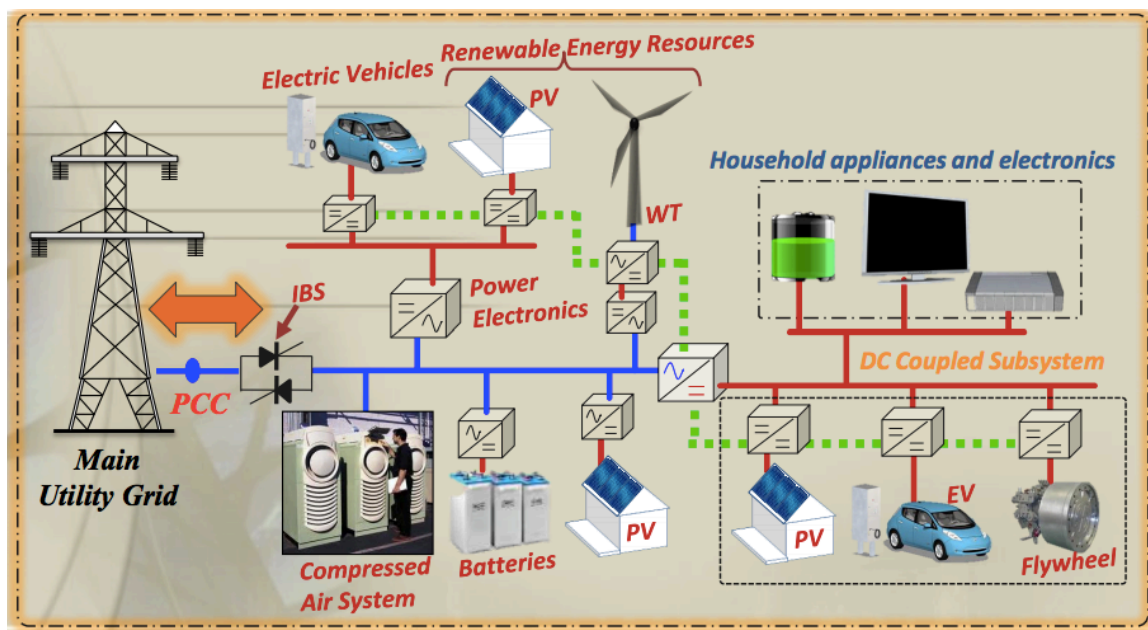 Renewable Energy Resources
Electric Vehicles
PV
Household appliances and electronics
WT
IBS
Power
Electronics
DC Coupled Subsystem
PCC
Main
Utility Grid
EV
PV
PV
Compressed
Air System
Batteries
Flywheel